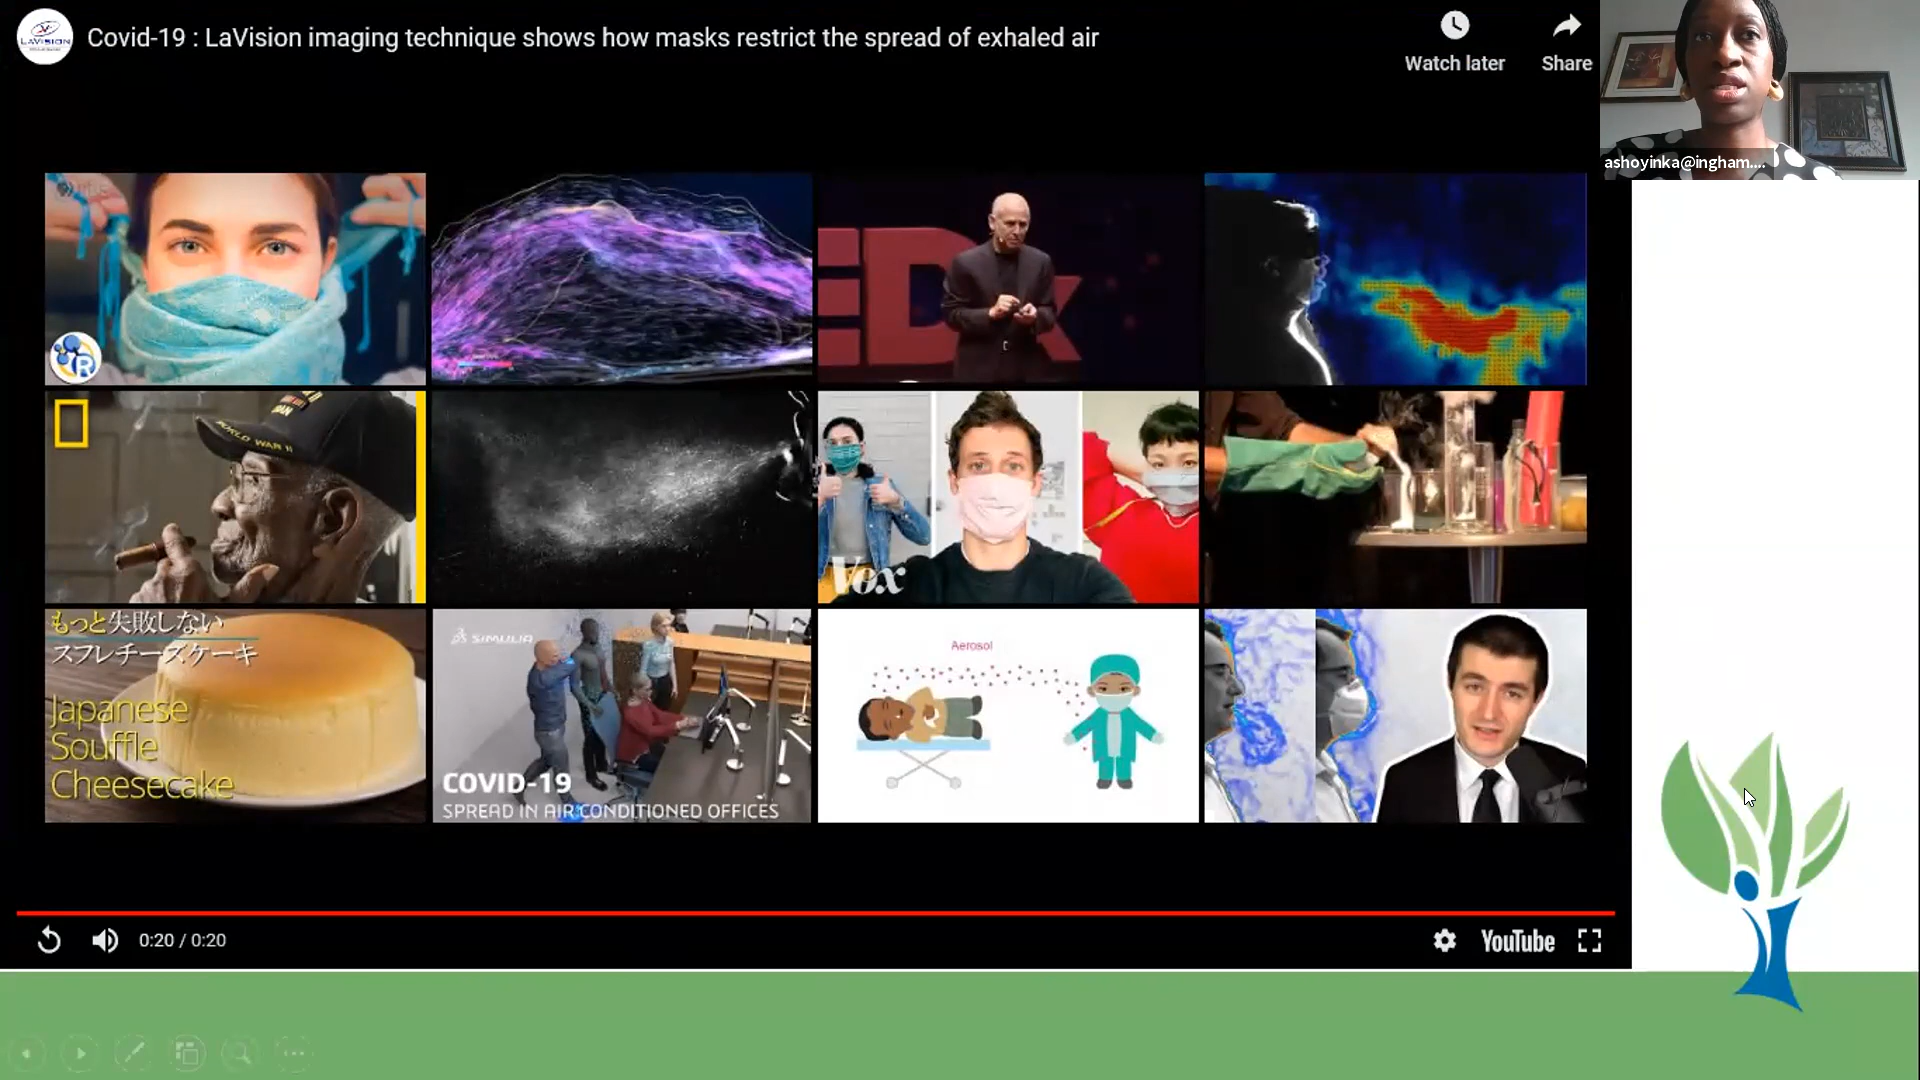 LAVISION
Covid-19 : LaVision imaging technique shows how masks restrict the spread of exhaled air
Watch later
Share
ashoyinka@ingham....
R
EDx
WORLD WAR II
Vox
もっと失敗しない
スフレチーズケーキ
Japanese
Souffle
Cheesecake
SIMULIA
COVID-19
SPREAD IN AIR CONDITIONED OFFICES
Aerosol
0:20 / 0:20
YouTube